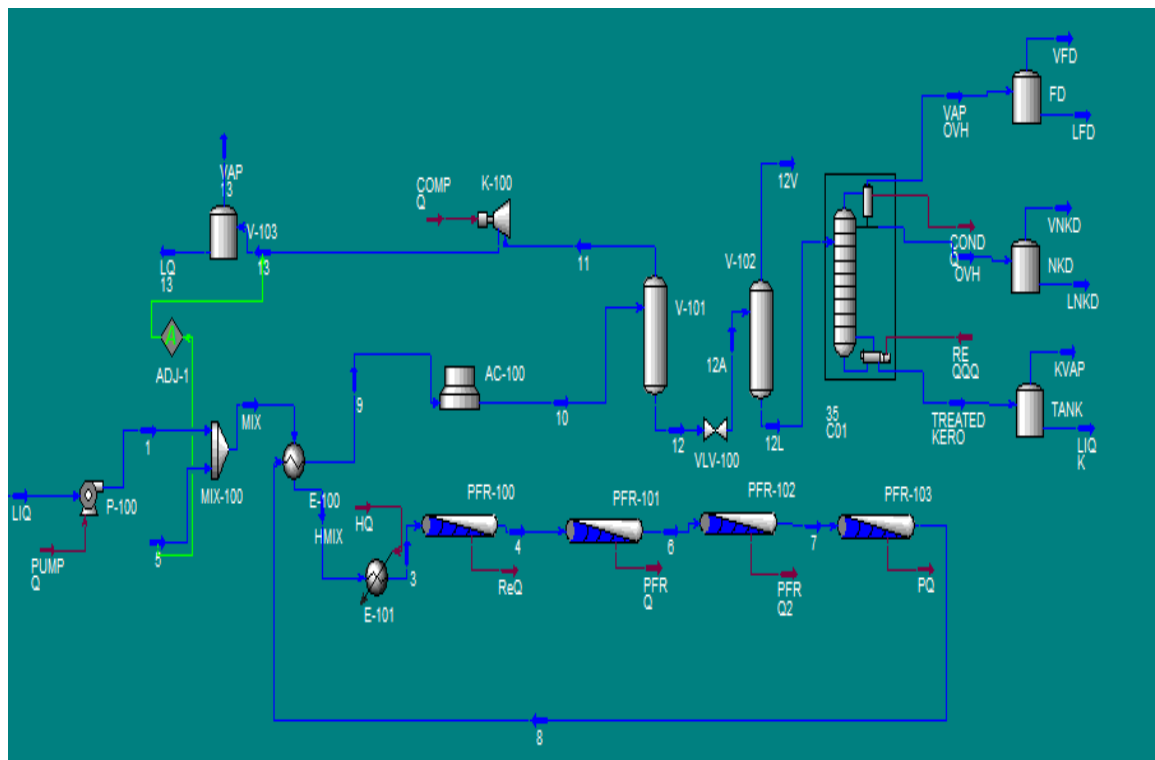 VFD
FD
VAP
OVH
LFD
VAP
13
COMP
Q
K-100
12V
V-103
LQ
13
13
11
V-102
COND
Q
OVH
VNKD
NKD
LNKD
V-101
12A
A
ADJ-1
AC-100
9
10
RE
QQQ
KVAP
MIX
1
12
VLV-100
12L
35
C01
TREATED
KERO
TANK
LIQ
K
MIX-100
E-100
LIQ
P-100
PUMP
Q
5
HQ
HMIX
PFR-100
PFR-101
PFR-102
PFR-103
3
4
6
7
E-101
ReQ
PFR
Q
PFR
Q2
PQ
8